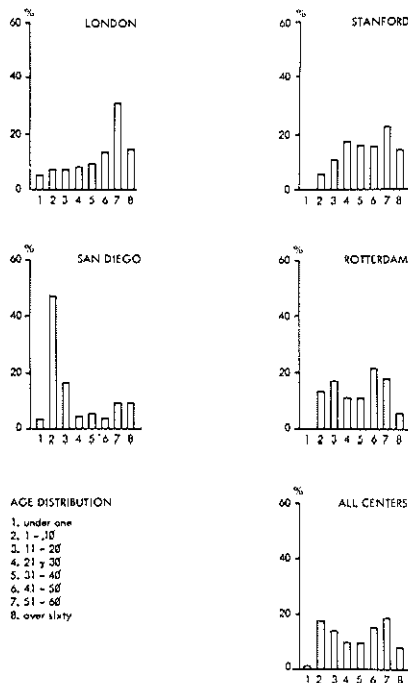 %
LONDON
60
40
20
0
1 2 3 4 5 6 7 8
%
STANFORD
60
40
20
0
1 2 3 4 5 6 7 8
%
SAN DIEGO
60
40
20
0
1 2 3 4 5 6 7 8
%
ROTTERDAM
60
40
20
0
1 2 3 4 5 6 7 8
AGE DISTRIBUTION
1. under one
2. 1 - 10
3. 11 - 20
4. 21 - 30
5. 31 - 40
6. 41 - 50
7. 51 - 60
8. over sixty
%
ALL CENTERS
60
40
20
0
1 2 3 4 5 6 7 8